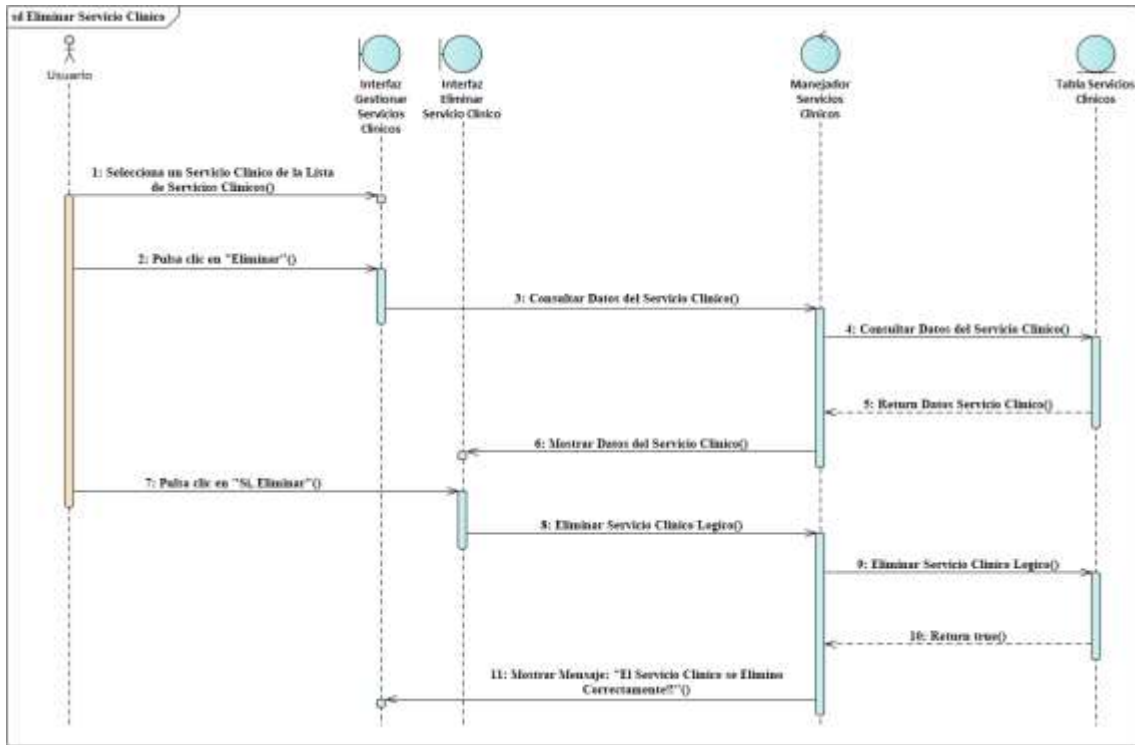 sd Eliminar Servicio Clinico
Usuario
Interfaz
Gestionar
Servicios
Clinicos
Interfaz
Eliminar
Servicio Clinico
Manejador
Servicios
Clinicos
Tabla Servicios
Clinicos
1: Selecciona un Servicio Clinico de la Lista
de Servicios Clinicos()
2: Pulsa clic en "Eliminar"()
3: Consultar Datos del Servicio Clinico()
4: Consultar Datos del Servicio Clinico()
5: Return Datos Servicio Clinico()
6: Mostrar Datos del Servicio Clinico()
7: Pulsa clic en "Si, Eliminar"()
8: Eliminar Servicio Clinico Logico()
9: Eliminar Servicio Clinico Logico()
10: Return true()
11: Mostrar Mensaje: "El Servicio Clinico se Elimino
Correctamente!!"()